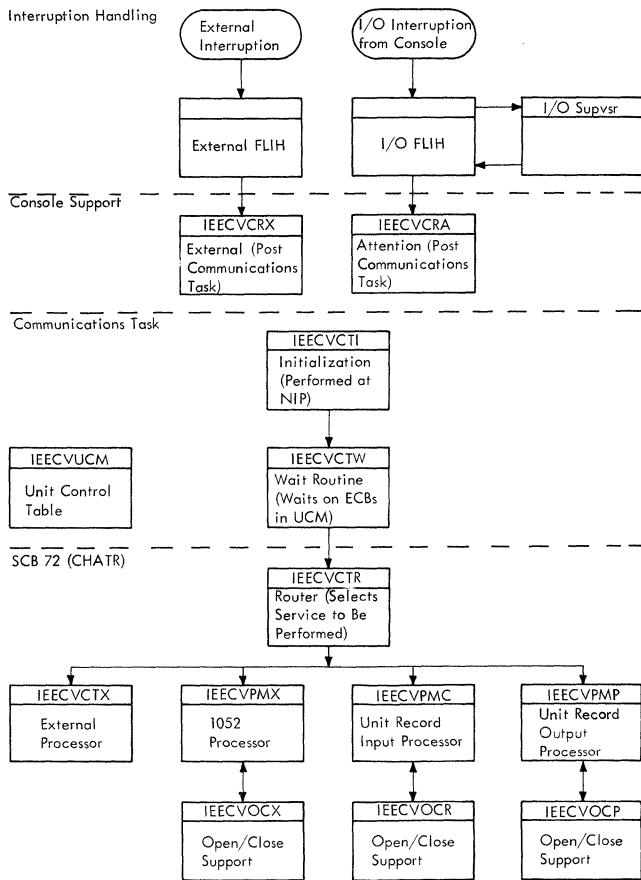 Interruption Handling
External
Interruption
I/O Interruption
from Console
External FLIH
I/O FLIH
I/O Supvsr
Console Support
IEECVCRX
External (Post
Communications
Task)
IEECVCRA
Attention (Post
Communications
Task)
Communications Task
IEECVCTI
Initialization
(Performed at
NIP)
IEECVUCM
Unit Control
Table
IEECVCTW
Wait Routine
(Waits on ECBs
in UCM)
SCB 72 (CHATR)
IEECVCTR
Router (Selects
Service to Be
Performed)
IEECVCTX
External
Processor
IEECVPMX
1052
Processor
IEECVPMC
Unit Record
Input Processor
IEECVPMP
Unit Record
Output
Processor
IEECVOCX
Open/Close
Support
IEECVOCR
Open/Close
Support
IEECVOCP
Open/Close
Support